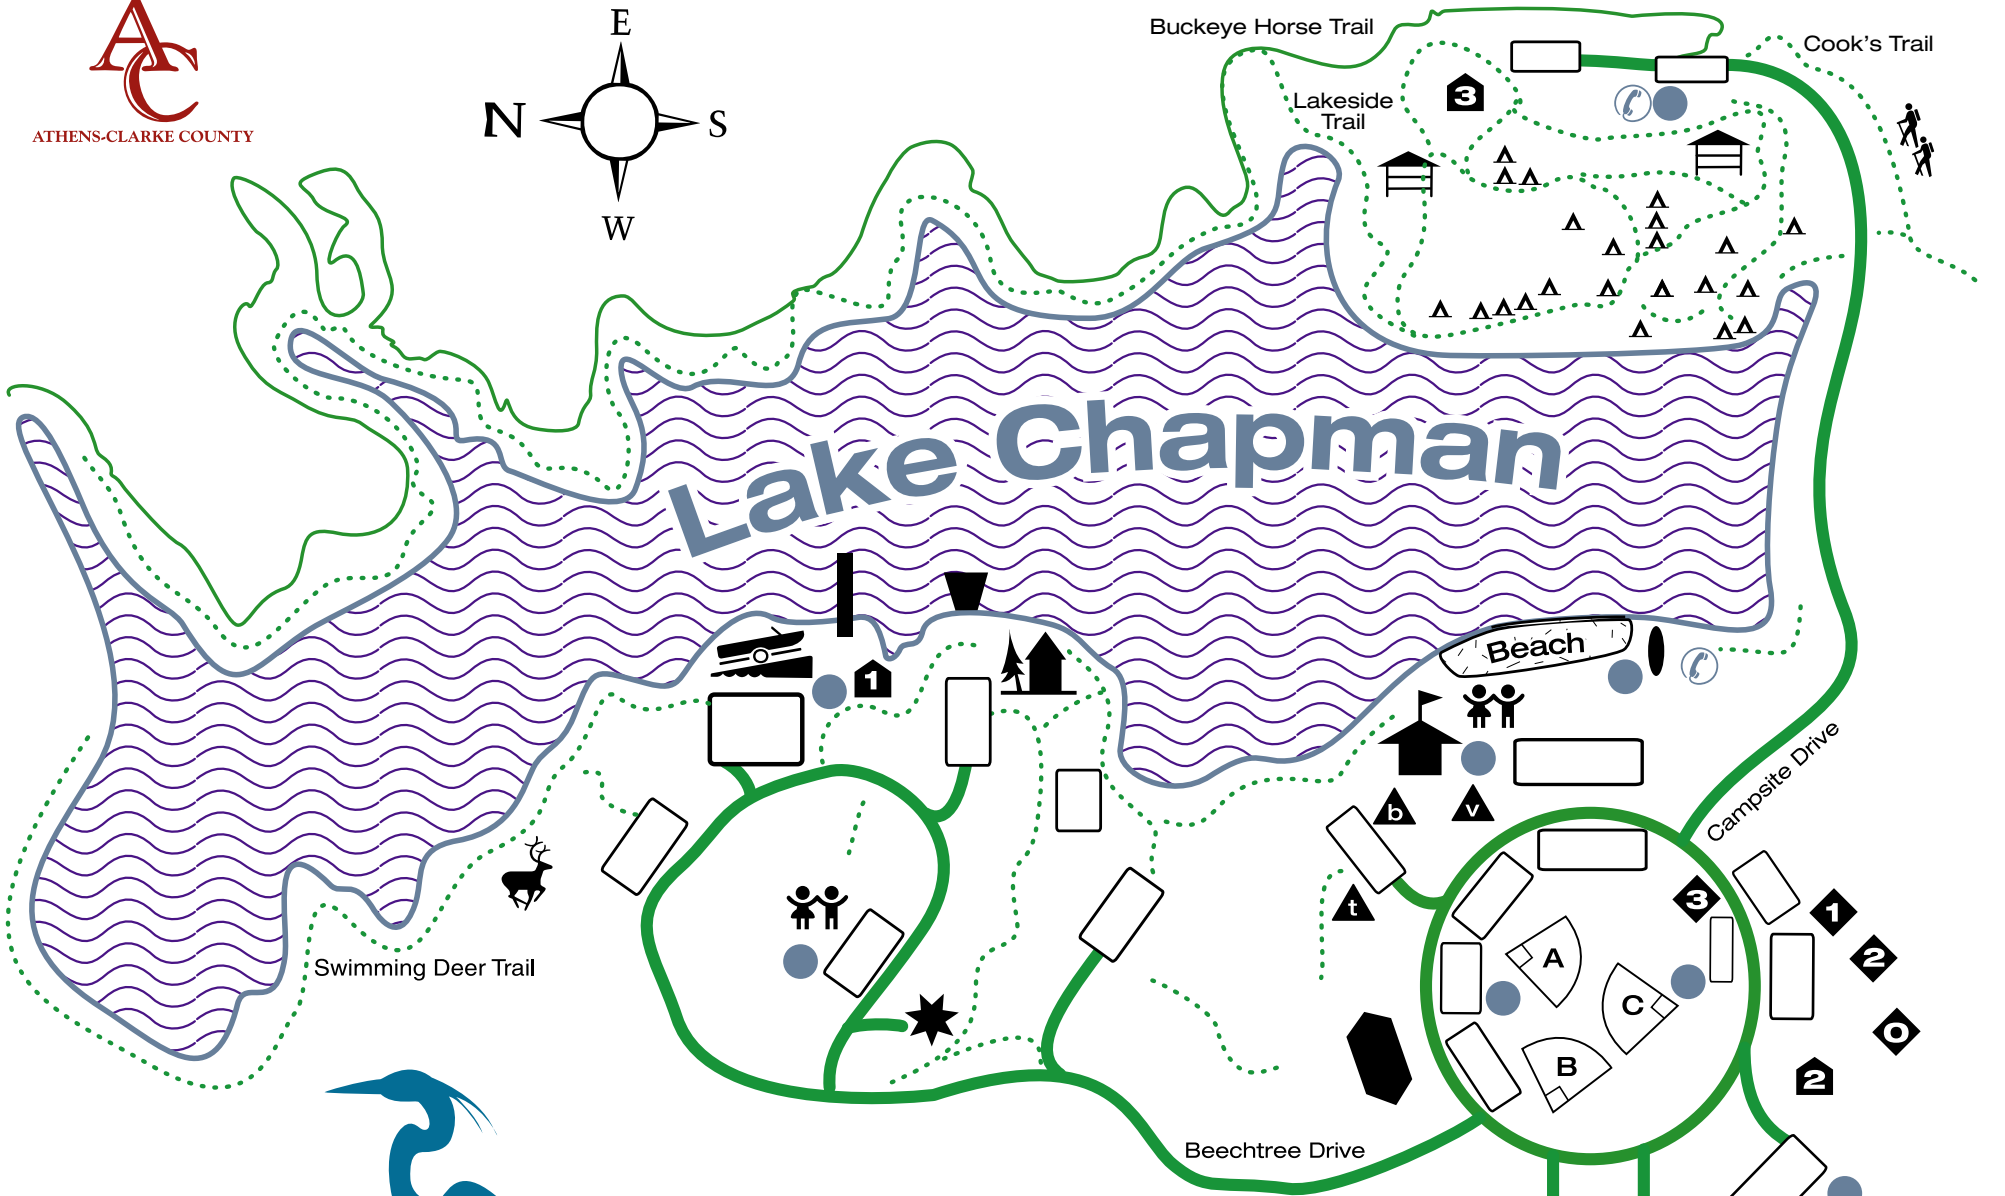 AC
ATHENS-CLARKE COUNTY
E
N
S
W
Buckeye Horse Trail
Cook's Trail
Lakeside
Trail
3
Lake Chapman
Beach
1
b
v
t
Campsite Drive
3
1
2
A
C
O
B
2
Swimming Deer Trail
Beechtree Drive